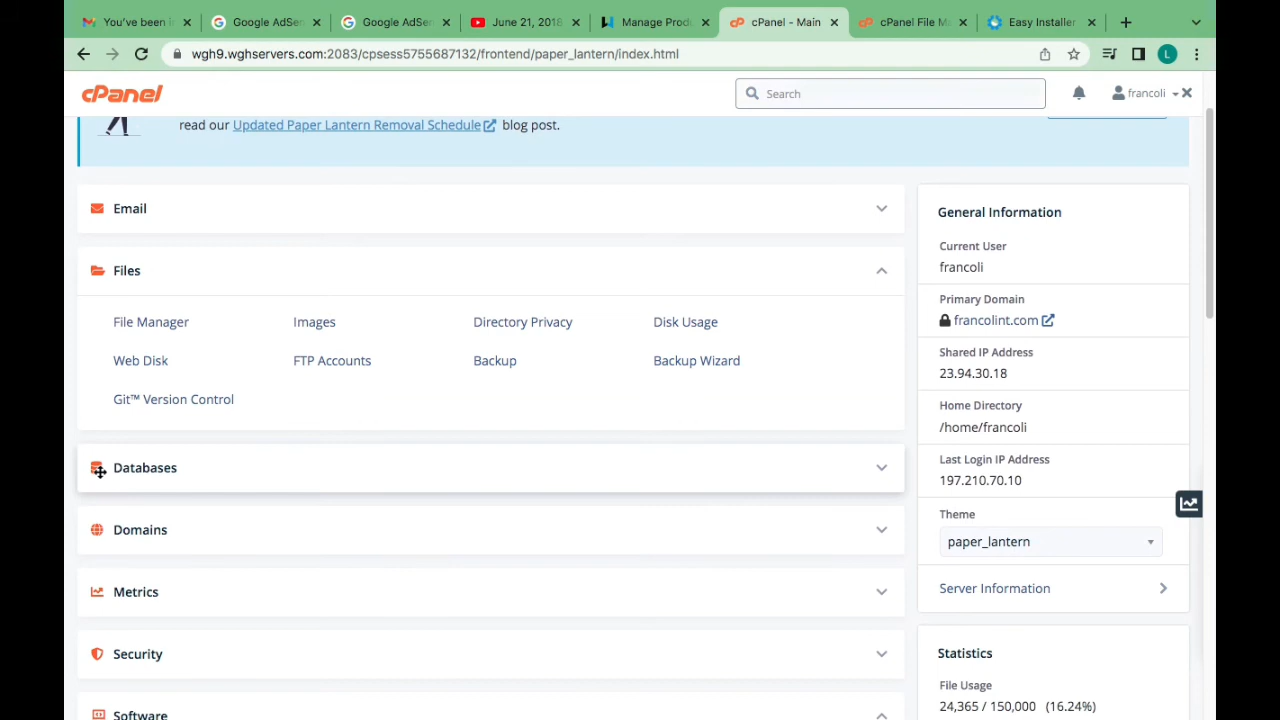 You've been i
Google AdSen
Google AdSen
June 21, 2018
Manage Produ
cPanel - Main
cPanel File M
Easy Installer
wgh9.wghservers.com:2083/cpsess5755687132/frontend/paper_lantern/index.html
L
cPanel
Search
francoli
read our Updated Paper Lantern Removal Schedule blog post.
Email
Files
File Manager
Images
Directory Privacy
Disk Usage
Web Disk
FTP Accounts
Backup
Backup Wizard
Git™ Version Control
Databases
Domains
Metrics
Security
Software
General Information
Current User
francoli
Primary Domain
francolint.com
Shared IP Address
23.94.30.18
Home Directory
/home/francoli
Last Login IP Address
197.210.70.10
Theme
paper_lantern
Server Information
Statistics
File Usage
24,365 / 150,000 (16.24%)